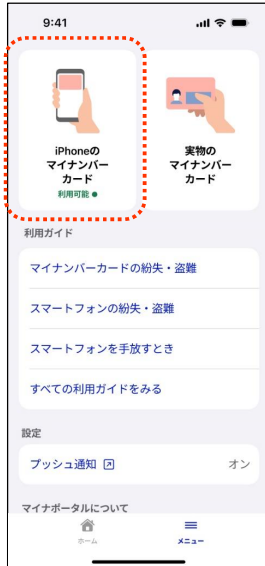 9:41
iPhoneの
マイナンバー
カード
利用可能
実物の
マイナンバー
カード
利用ガイド
マイナンバーカードの紛失・盗難
スマートフォンの紛失・盗難
スマートフォンを手放すとき
すべての利用ガイドをみる
設定
プッシュ通知 オン
マイナポータルについて
ホーム メニュー